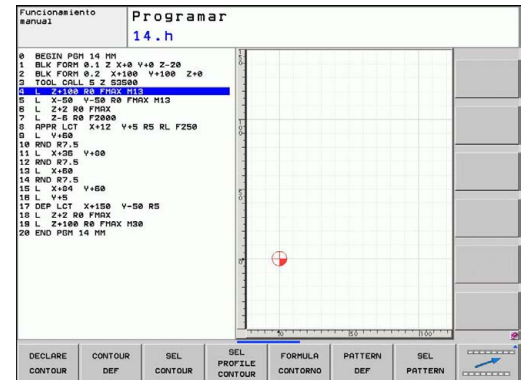 Funcionamiento
manual
Programar
14.h
0 BEGIN PGM 14 MM
1 BLK FORM 0.1 Z X+0 Y+0 Z-20
2 BLK FORM 0.2 X+100 Y+100 Z+0
3 TOOL CALL 5 Z S3500
4 L Z+100 R0 FMAX M13
5 L X-50 Y-50 R0 FMAX M13
6 L Z+2 R0 FMAX
7 L Z-6 R0 F2000
8 APPR LCT X+12 Y+5 R5 RL F250
9 L Y+60
10 RND R7.5
11 L X+36 Y+80
12 RND R7.5
13 L X+60
14 RND R7.5
15 L X+84 Y+60
16 L Y+5
17 DEP LCT X+150 Y-50 R5
18 L Z+2 R0 FMAX
19 L Z+100 R0 FMAX M30
20 END PGM 14 MM
DECLARE
CONTOUR
CONTOUR
DEF
SEL
CONTOUR
SEL
PROFILE
CONTOUR
FORMULA
CONTORNO
PATTERN
DEF
SEL
PATTERN